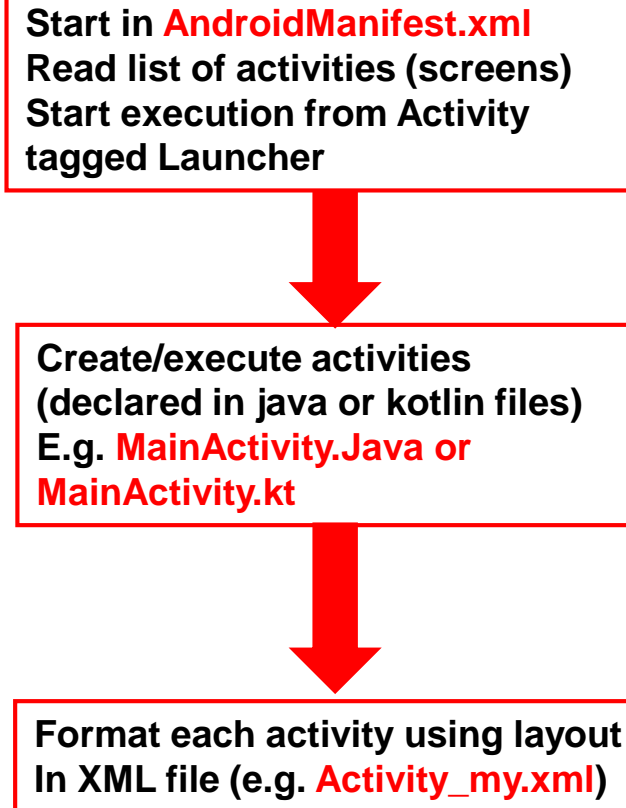 Start in AndroidManifest.xml
Read list of activities (screens)
Start execution from Activity
tagged Launcher
Create/execute activities
(declared in java or kotlin files)
E.g. MainActivity.Java or
MainActivity.kt
Format each activity using layout
In XML file (e.g. Activity_my.xml)